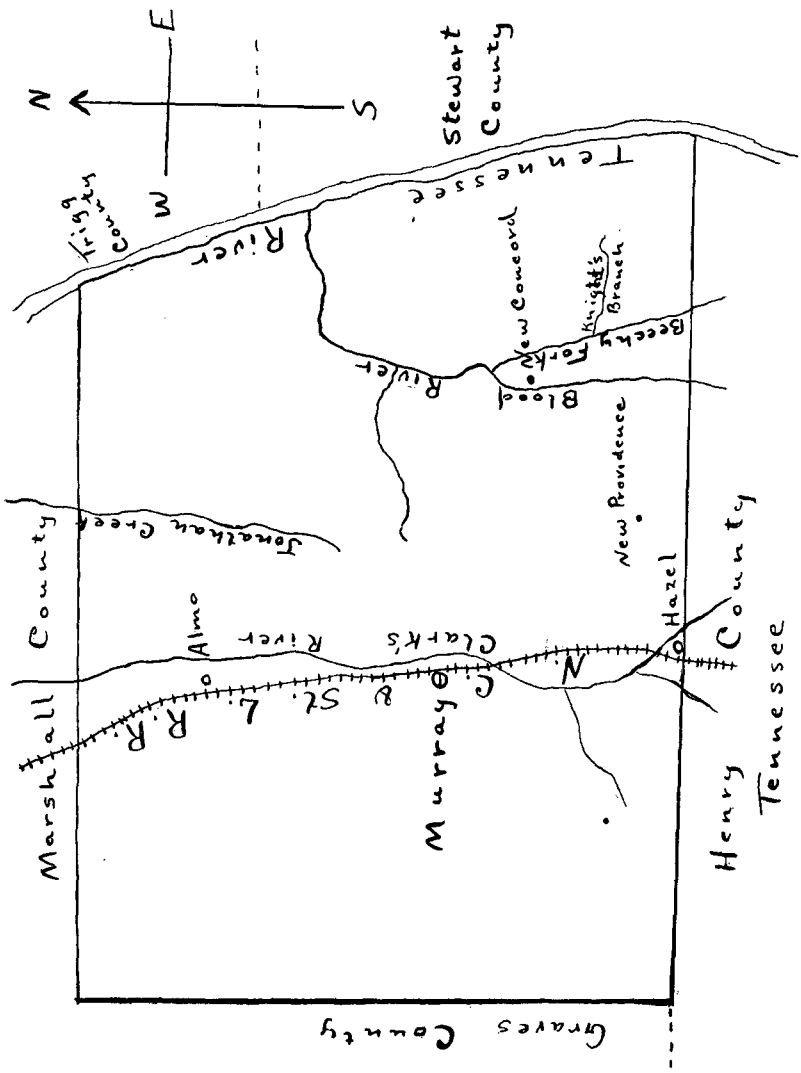 Marshall County
Trigg
County
N
W E
S
Stewart
County
Tennessee River
Jonathan Creek
Almo
Clark's River
N. C. & St. L. R. R.
Murray
Blood River
New Concord
Beechy Fork
Knight's
Branch
New Providence
Hazel
Graves County
Henry County
Tennessee